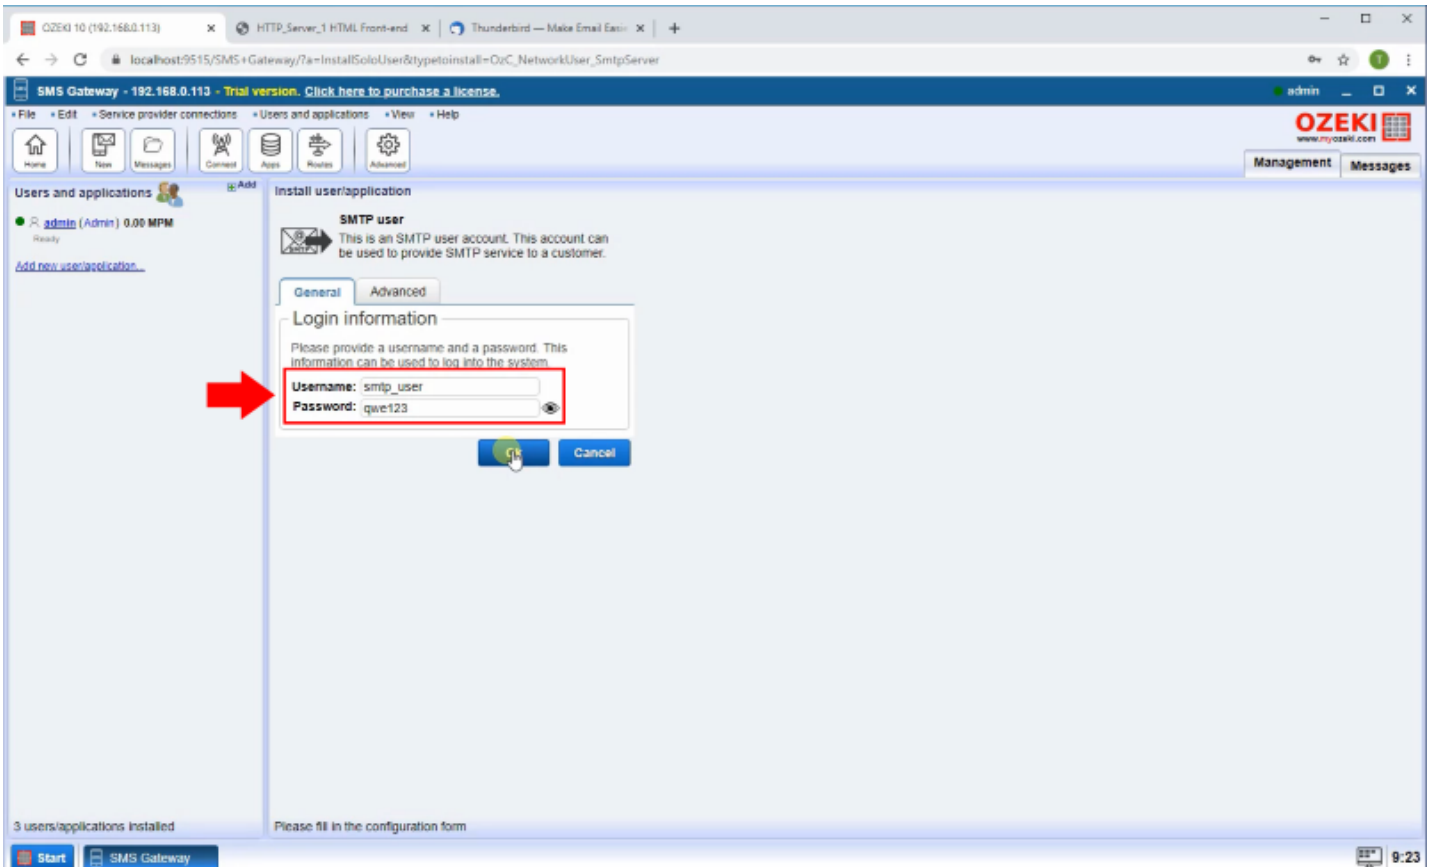 OZEKI 10 (192.168.0.113)
HTTP_Server_1 HTML Front-end
Thunderbird — Make Email Easie
localhost:9515/SMS+Gateway/?a=InstallSoloUser&typetoinstall=OzC_NetworkUser_SmtpServer
T
SMS Gateway - 192.168.0.113 - Trial version. Click here to purchase a license.
admin
File Edit Service provider connections Users and applications View Help
OZEKI
www.myozeki.com
Home New Messages Connect Apps Routes Advanced
Management Messages
Users and applications Add
admin (Admin) 0.00 MPM
Ready
Add new user/application...
Install user/application
SMTP user
SMTP
This is an SMTP user account. This account can
be used to provide SMTP service to a customer.
General Advanced
Login information
Please provide a username and a password. This
information can be used to log into the system.
Username: smtp_user
Password: qwe123
Ok Cancel
3 users/applications installed
Please fill in the configuration form
Start SMS Gateway
9:23